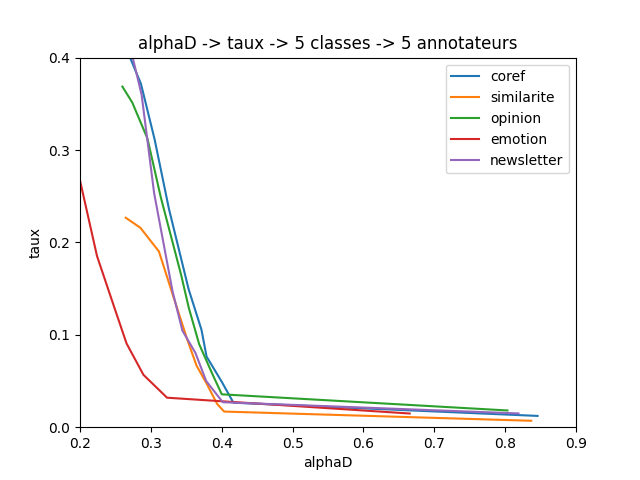 alphaD -> taux -> 5 classes -> 5 annotateurs
coref
similarite
opinion
emotion
newsletter
taux
0.4
0.3
0.2
0.1
0.0
0.2 0.3 0.4 0.5 0.6 0.7 0.8 0.9
alphaD